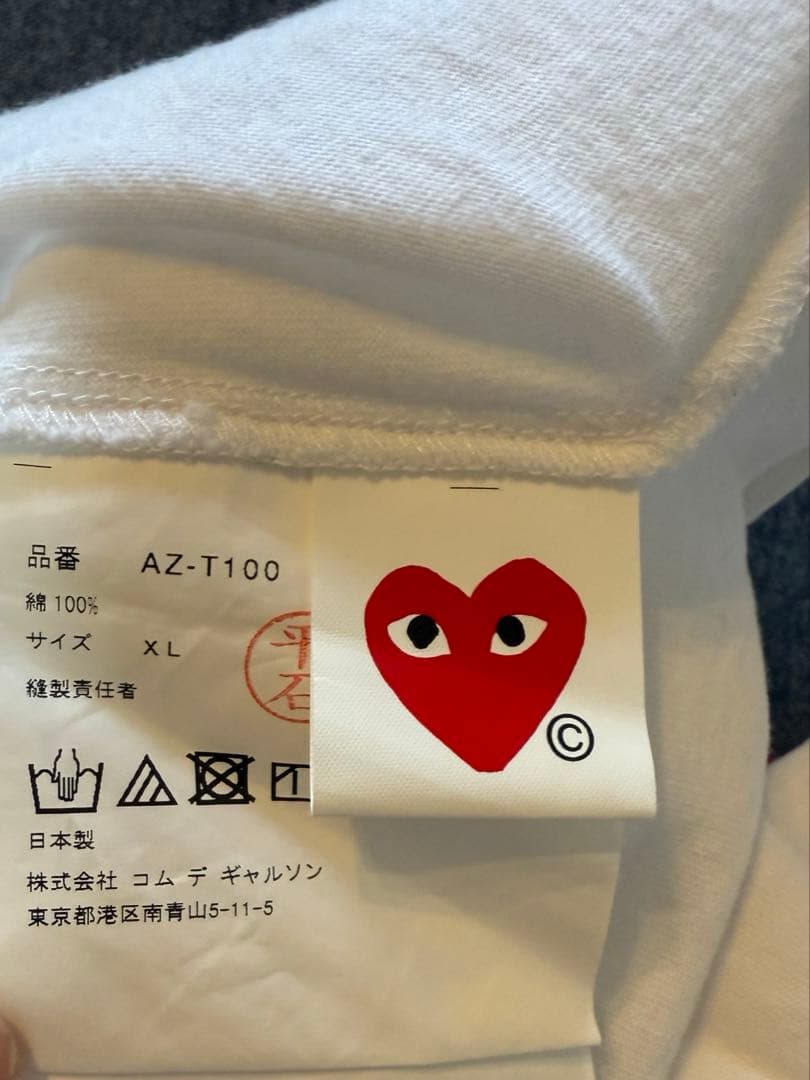 品番 AZ-T100
綿 100%
サイズ XL
縫製責任者
平石
日本製
株式会社 コム デ ギャルソン
東京都港区南青山5-11-5
©